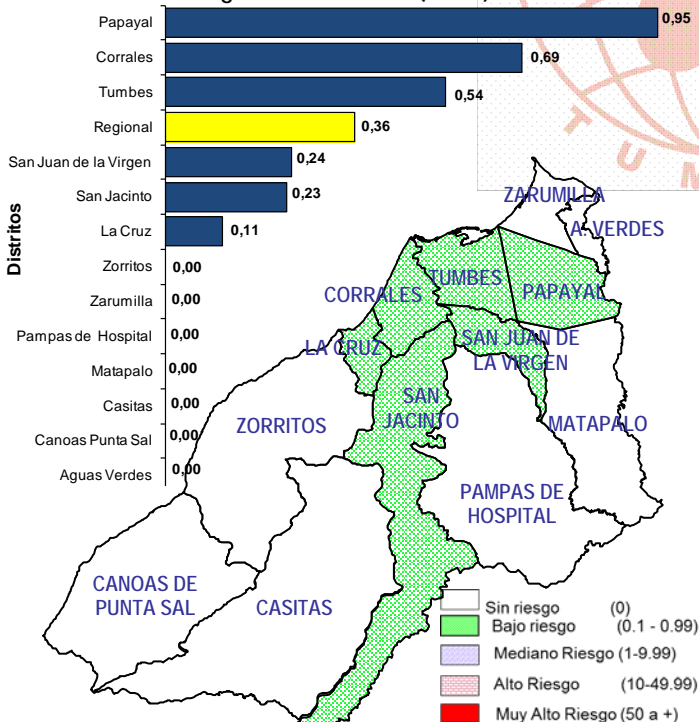 Papayal
0,95
Corrales
0,69
Tumbes
0,54
Regional
0,36
San Juan de la Virgen
0,24
San Jacinto
0,23
La Cruz
0,11
Zorritos
0,00
Zarumilla
0,00
Pampas de Hospital
0,00
Matapalo
0,00
Casitas
0,00
Canoas Punta Sal
0,00
Aguas Verdes
0,00
Distritos
T U M
ZARUMILLA
A. VERDES
TUMBES
PAPAYAL
CORRALES
LA CRUZ
SAN JUAN DE
LA VIRGEN
SAN
JACINTO
ZORRITOS
MATAPALO
PAMPAS DE
HOSPITAL
CANOAS DE
PUNTA SAL
CASITAS
Sin riesgo (0)
Bajo riesgo (0.1 - 0.99)
Mediano Riesgo (1-9.99)
Alto Riesgo (10-49.99)
Muy Alto Riesgo (50 a +)